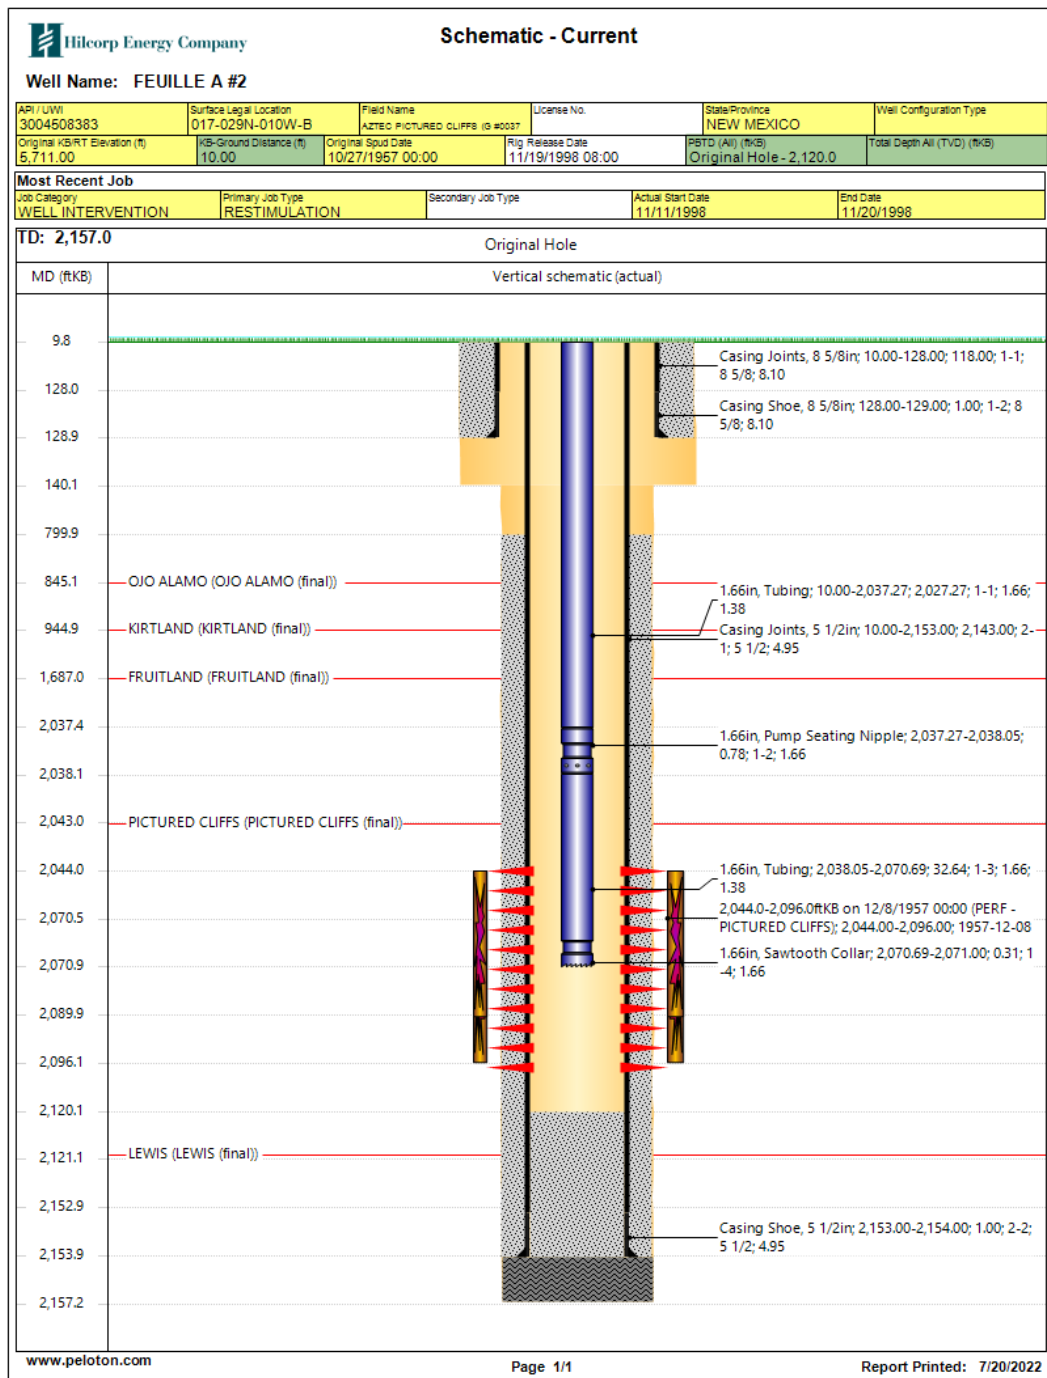 Hilcorp Energy Company
Schematic - Current
Well Name: FEUILLE A #2
API / UWI
3004508383
Surface Legal Location
017-029N-010W-B
Field Name
AZTEC PICTURED CLIFFS (G #0037
License No.
State/Province
NEW MEXICO
Well Configuration Type
Original KB/RT Elevation (ft)
5,711.00
KB-Ground Distance (ft)
10.00
Original Spud Date
10/27/1957 00:00
Rig Release Date
11/19/1998 08:00
PBTD (All) (ftKB)
Original Hole - 2,120.0
Total Depth All (TVD) (ftKB)
Most Recent Job
Job Category
WELL INTERVENTION
Primary Job Type
RESTIMULATION
Secondary Job Type
Actual Start Date
11/11/1998
End Date
11/20/1998
TD: 2,157.0
Original Hole
MD (ftKB)
Vertical schematic (actual)
9.8
Casing Joints, 8 5/8in; 10.00-128.00; 118.00; 1-1;
8 5/8; 8.10
128.0
Casing Shoe, 8 5/8in; 128.00-129.00; 1.00; 1-2; 8
5/8; 8.10
128.9
140.1
799.9
845.1
OJO ALAMO (OJO ALAMO (final))
1.66in, Tubing; 10.00-2,037.27; 2,027.27; 1-1; 1.66;
1.38
944.9
KIRTLAND (KIRTLAND (final))
Casing Joints, 5 1/2in; 10.00-2,153.00; 2,143.00; 2-
1; 5 1/2; 4.95
1,687.0
FRUITLAND (FRUITLAND (final))
2,037.4
1.66in, Pump Seating Nipple; 2,037.27-2,038.05;
0.78; 1-2; 1.66
2,038.1
2,043.0
PICTURED CLIFFS (PICTURED CLIFFS (final))
2,044.0
1.66in, Tubing; 2,038.05-2,070.69; 32.64; 1-3; 1.66;
1.38
2,070.5
2,044.0-2,096.0ftKB on 12/8/1957 00:00 (PERF -
PICTURED CLIFFS); 2,044.00-2,096.00; 1957-12-08
2,070.9
1.66in, Sawtooth Collar; 2,070.69-2,071.00; 0.31; 1
-4; 1.66
2,089.9
2,096.1
2,120.1
2,121.1
LEWIS (LEWIS (final))
2,152.9
Casing Shoe, 5 1/2in; 2,153.00-2,154.00; 1.00; 2-2;
5 1/2; 4.95
2,153.9
2,157.2
www.peloton.com
Page 1/1
Report Printed: 7/20/2022